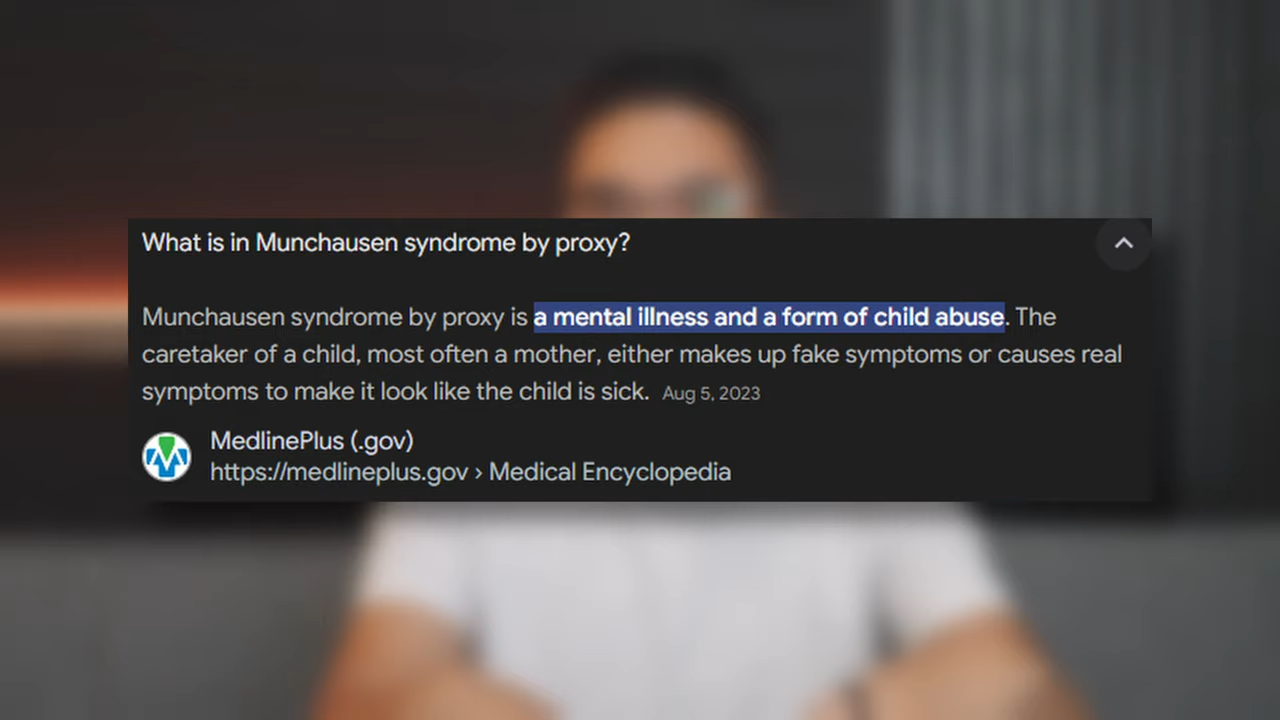 What is in Munchausen syndrome by proxy?
Munchausen syndrome by proxy is a mental illness and a form of child abuse. The
caretaker of a child, most often a mother, either makes up fake symptoms or causes real
symptoms to make it look like the child is sick. Aug 5, 2023
MedlinePlus (.gov)
https://medlineplus.gov › Medical Encyclopedia